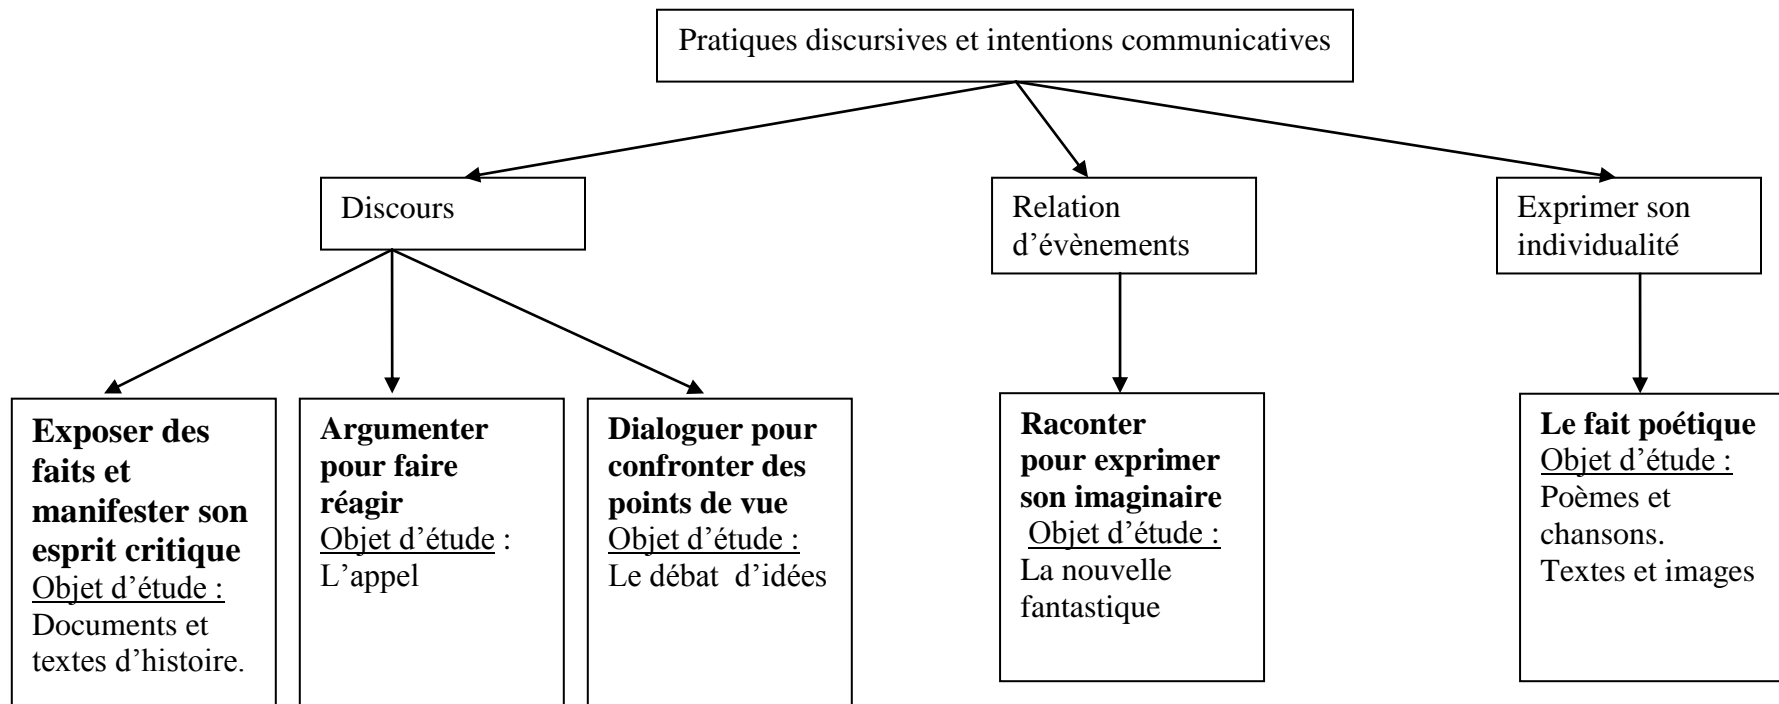 Pratiques discursives et intentions communicatives
Discours
Relation
d’évènements
Exprimer son
individualité
Exposer des
faits et
manifester son
esprit critique
Objet d’étude :
Documents et
textes d’histoire.
Argumenter
pour faire
réagir
Objet d’étude :
L’appel
Dialoguer pour
confronter des
points de vue
Objet d’étude :
Le débat  d’idées
Raconter
pour exprimer
son imaginaire
Objet d’étude :
La nouvelle
fantastique
Le fait poétique
Objet d’étude :
Poèmes et
chansons.
Textes et images